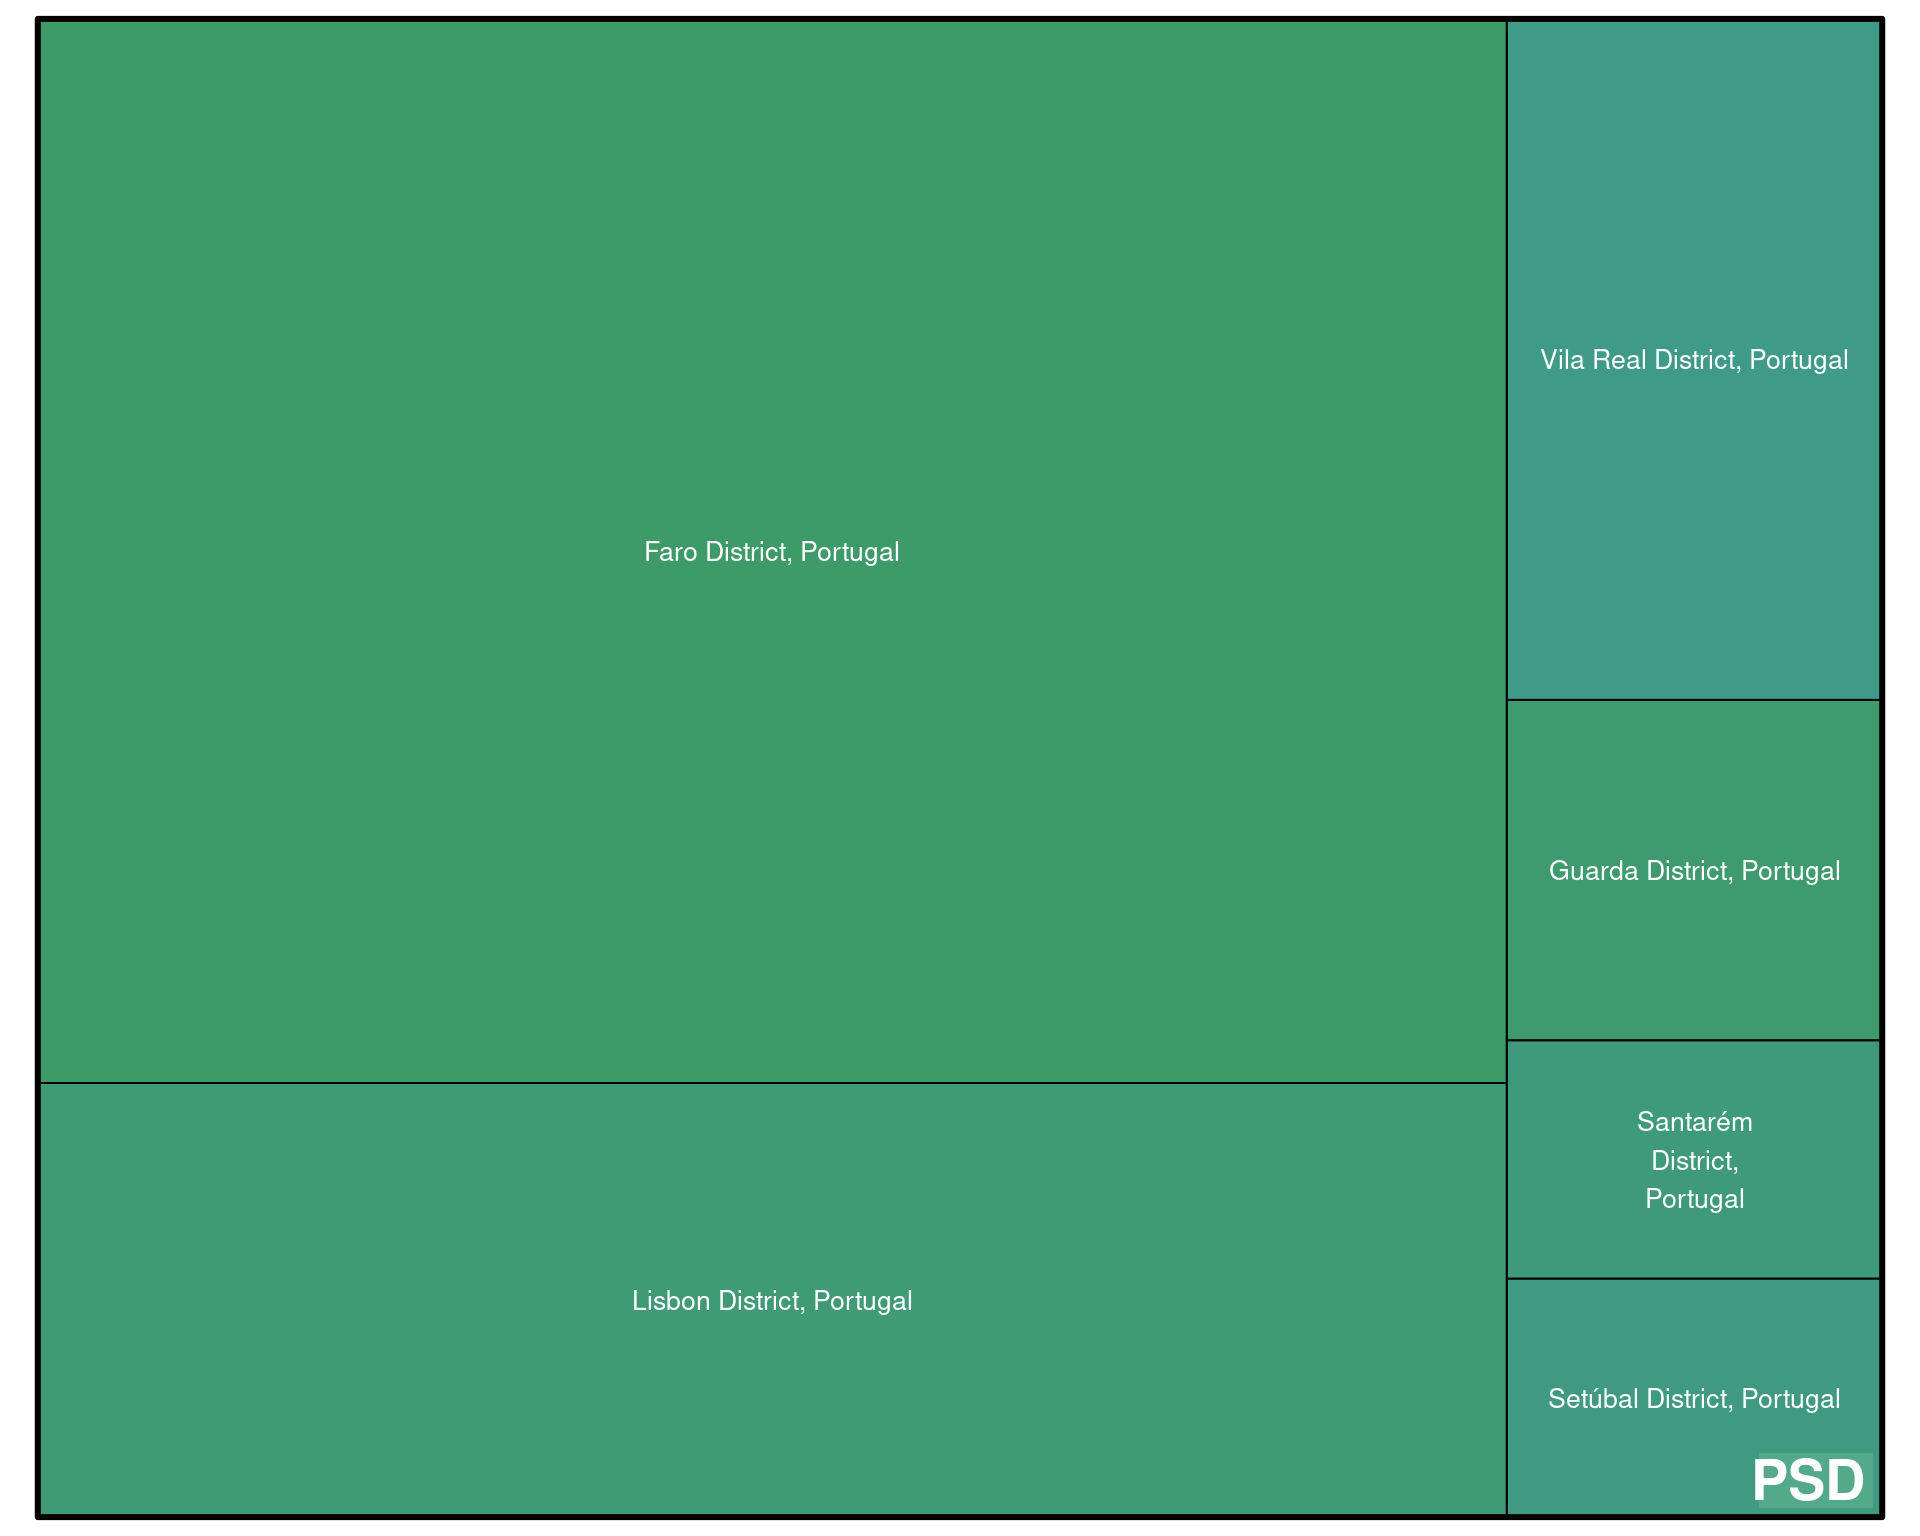 Faro District, Portugal
Lisbon District, Portugal
Vila Real District, Portugal
Guarda District, Portugal
Santarém
District,
Portugal
Setúbal District, Portugal
PSD